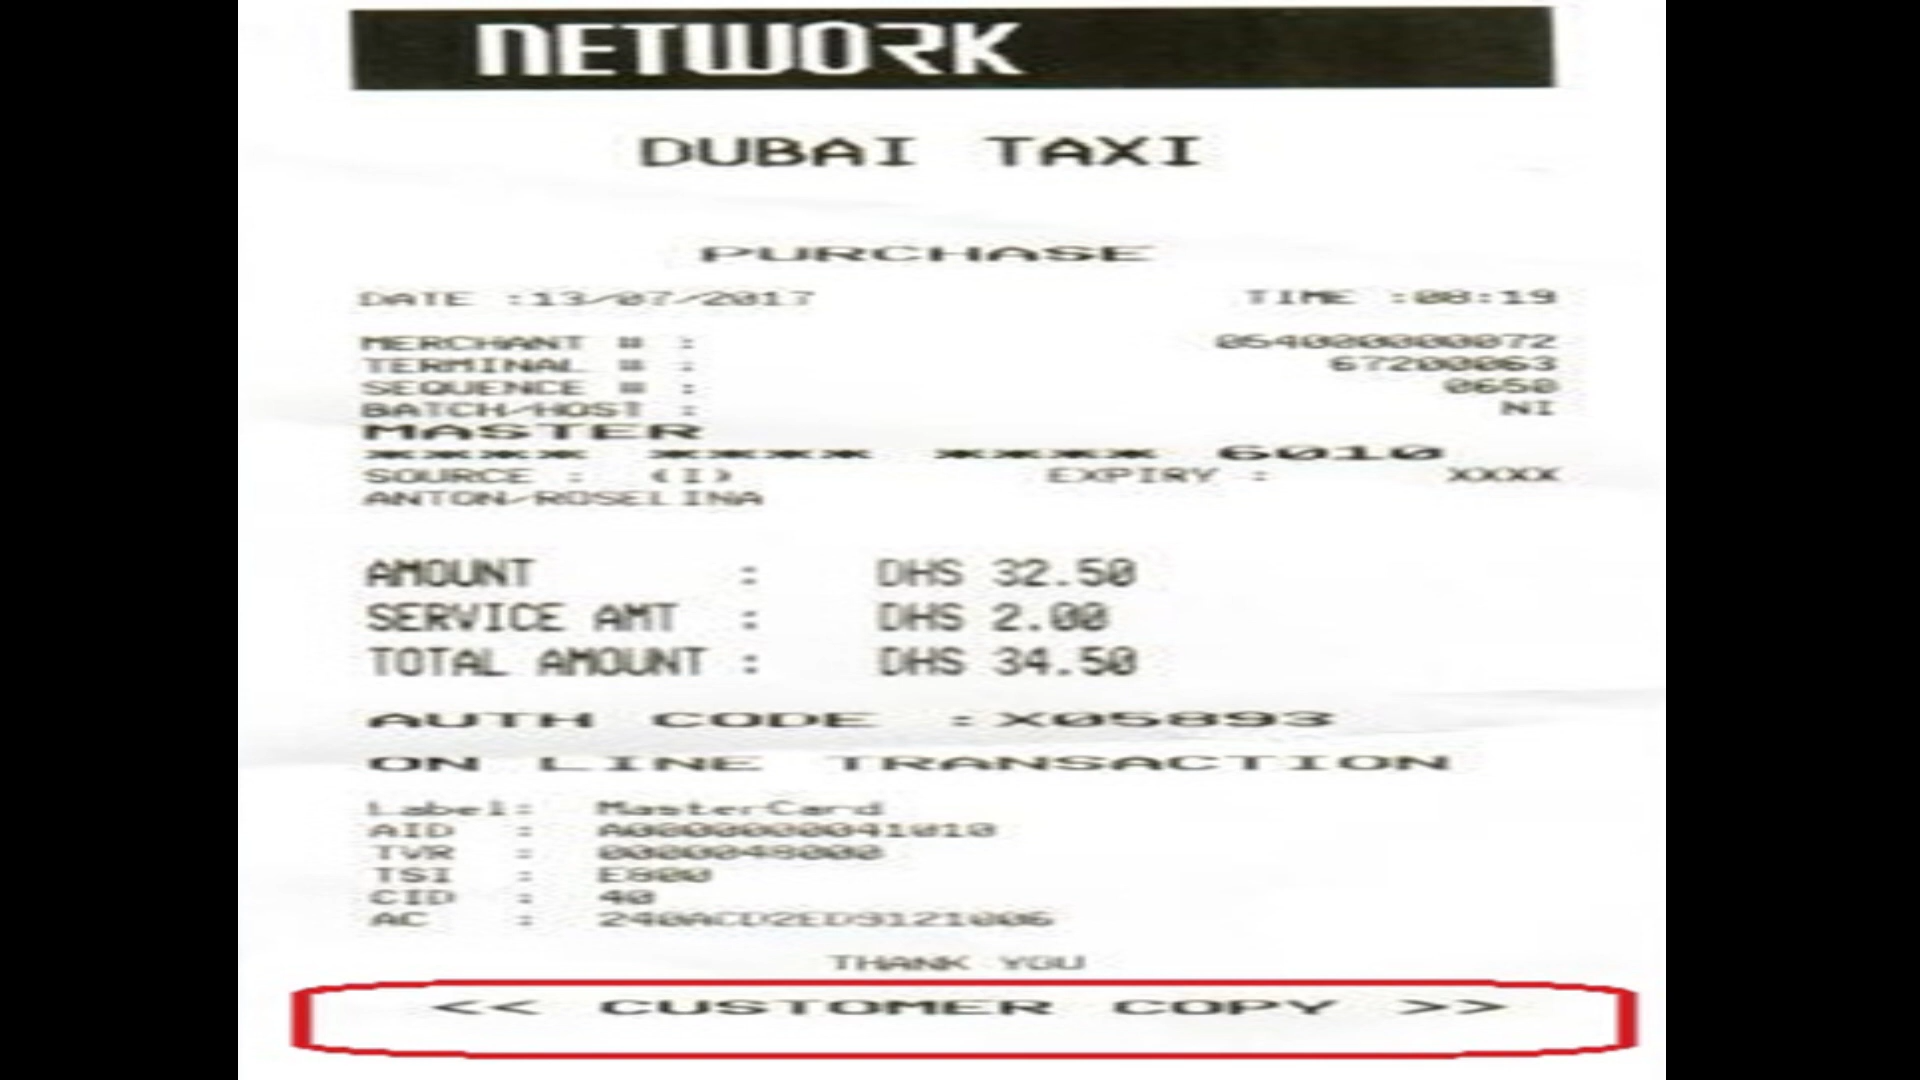 NETWORK
DUBAI TAXI
PURCHASE
DATE :13/07/2017 TIME :08:19
MERCHANT # : 054000000072
TERMINAL # : 67200063
SEQUENCE # : 0650
BATCH/HOST : NI
MASTER
**** **** **** 6010
SOURCE : (I) EXPIRY : XXXX
ANTON/ROSELINA
AMOUNT : DHS 32.50
SERVICE AMT : DHS 2.00
TOTAL AMOUNT : DHS 34.50
AUTH CODE :X05893
ON LINE TRANSACTION
Label: MasterCard
AID : A0000000041010
TVR : 0000048000
TSI : E800
CID : 40
AC : 240ACD2ED9121006
THANK YOU
<< CUSTOMER COPY >>